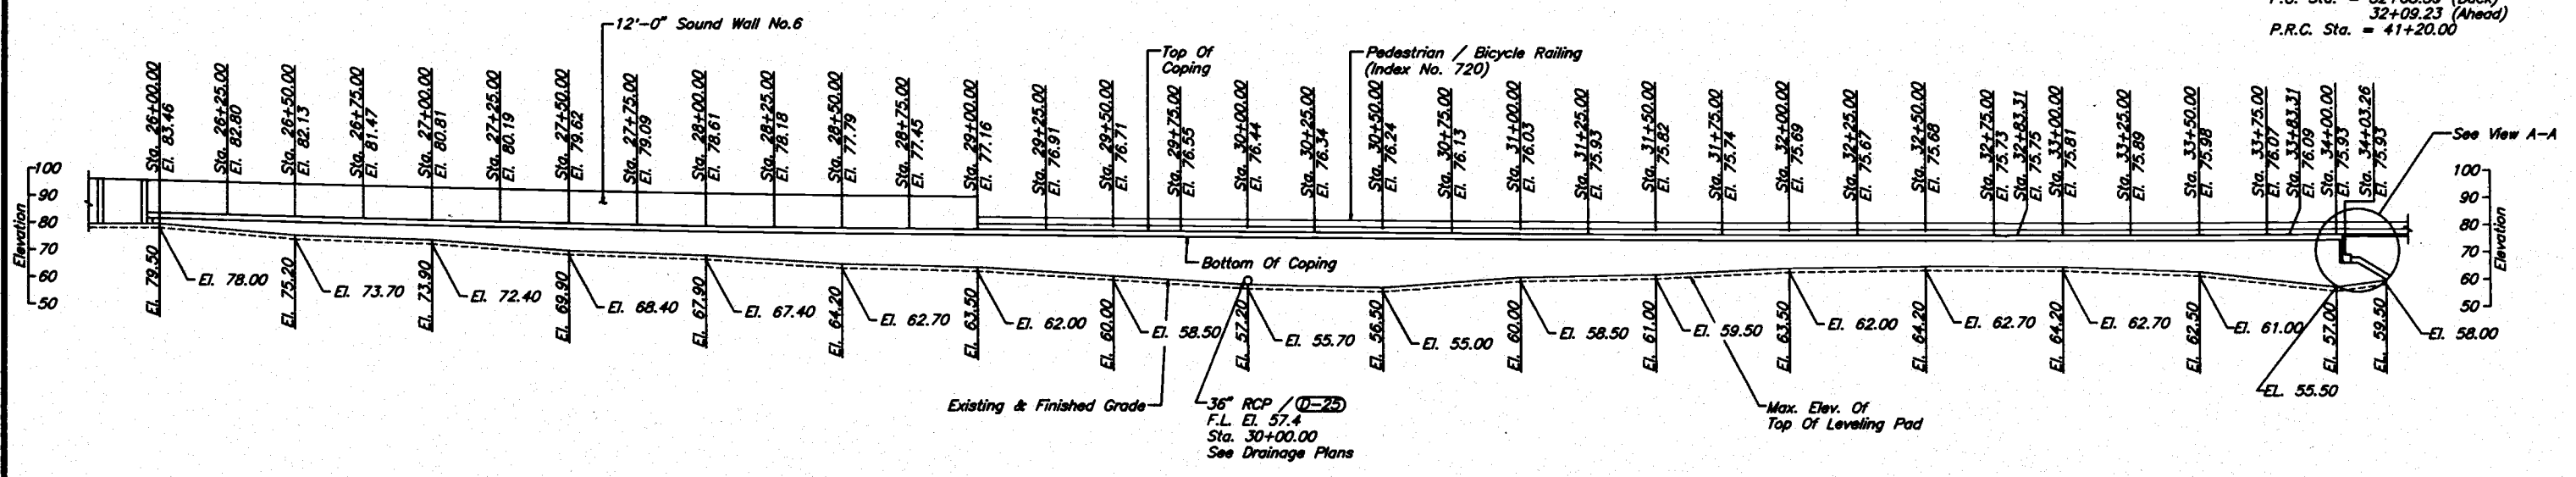 32+09.23 (Ahead)
P.R.C. Sta. = 41+20.00
12'-0" Sound Wall No.6
Top Of
Coping
Pedestrian / Bicycle Railing
(Index No. 720)
See View A-A
Sta. 26+00.00
El. 83.46
Sta. 26+25.00
El. 82.80
Sta. 26+50.00
El. 82.13
Sta. 26+75.00
El. 81.47
Sta. 27+00.00
El. 80.81
Sta. 27+25.00
El. 80.19
Sta. 27+50.00
El. 79.62
Sta. 27+75.00
El. 79.09
Sta. 28+00.00
El. 78.61
Sta. 28+25.00
El. 78.18
Sta. 28+50.00
El. 77.79
Sta. 28+75.00
El. 77.45
Sta. 29+00.00
El. 77.16
Sta. 29+25.00
El. 76.91
Sta. 29+50.00
El. 76.71
Sta. 29+75.00
El. 76.55
Sta. 30+00.00
El. 76.44
Sta. 30+25.00
El. 76.34
Sta. 30+50.00
El. 76.24
Sta. 30+75.00
El. 76.13
Sta. 31+00.00
El. 76.03
Sta. 31+25.00
El. 75.93
Sta. 31+50.00
El. 75.82
Sta. 31+75.00
El. 75.74
Sta. 32+00.00
El. 75.69
Sta. 32+25.00
El. 75.67
Sta. 32+50.00
El. 75.68
Sta. 32+75.00
El. 75.73
Sta. 32+83.31
El. 75.75
Sta. 33+00.00
El. 75.81
Sta. 33+25.00
El. 75.89
Sta. 33+50.00
El. 75.98
Sta. 33+75.00
El. 76.07
Sta. 33+83.31
El. 76.09
Sta. 34+00.00
El. 75.93
Sta. 34+03.26
El. 75.93
100
90
80
70
60
50
Elevation
100
90
80
70
60
50
Elevation
Bottom Of Coping
El. 79.50
El. 78.00
El. 75.20
El. 73.70
El. 73.90
El. 72.40
El. 69.90
El. 68.40
El. 67.90
El. 67.40
El. 64.20
El. 62.70
El. 63.50
El. 62.00
El. 60.00
El. 58.50
El. 57.20
El. 55.70
El. 56.50
El. 55.00
El. 60.00
El. 58.50
El. 61.00
El. 59.50
El. 63.50
El. 62.00
El. 64.20
El. 62.70
El. 64.20
El. 62.70
El. 62.50
El. 61.00
El. 57.00
EL. 55.50
EL. 59.50
El. 58.00
Existing & Finished Grade
36" RCP / D-25
F.L. El. 57.4
Sta. 30+00.00
See Drainage Plans
Max. Elev. Of
Top Of Leveling Pad